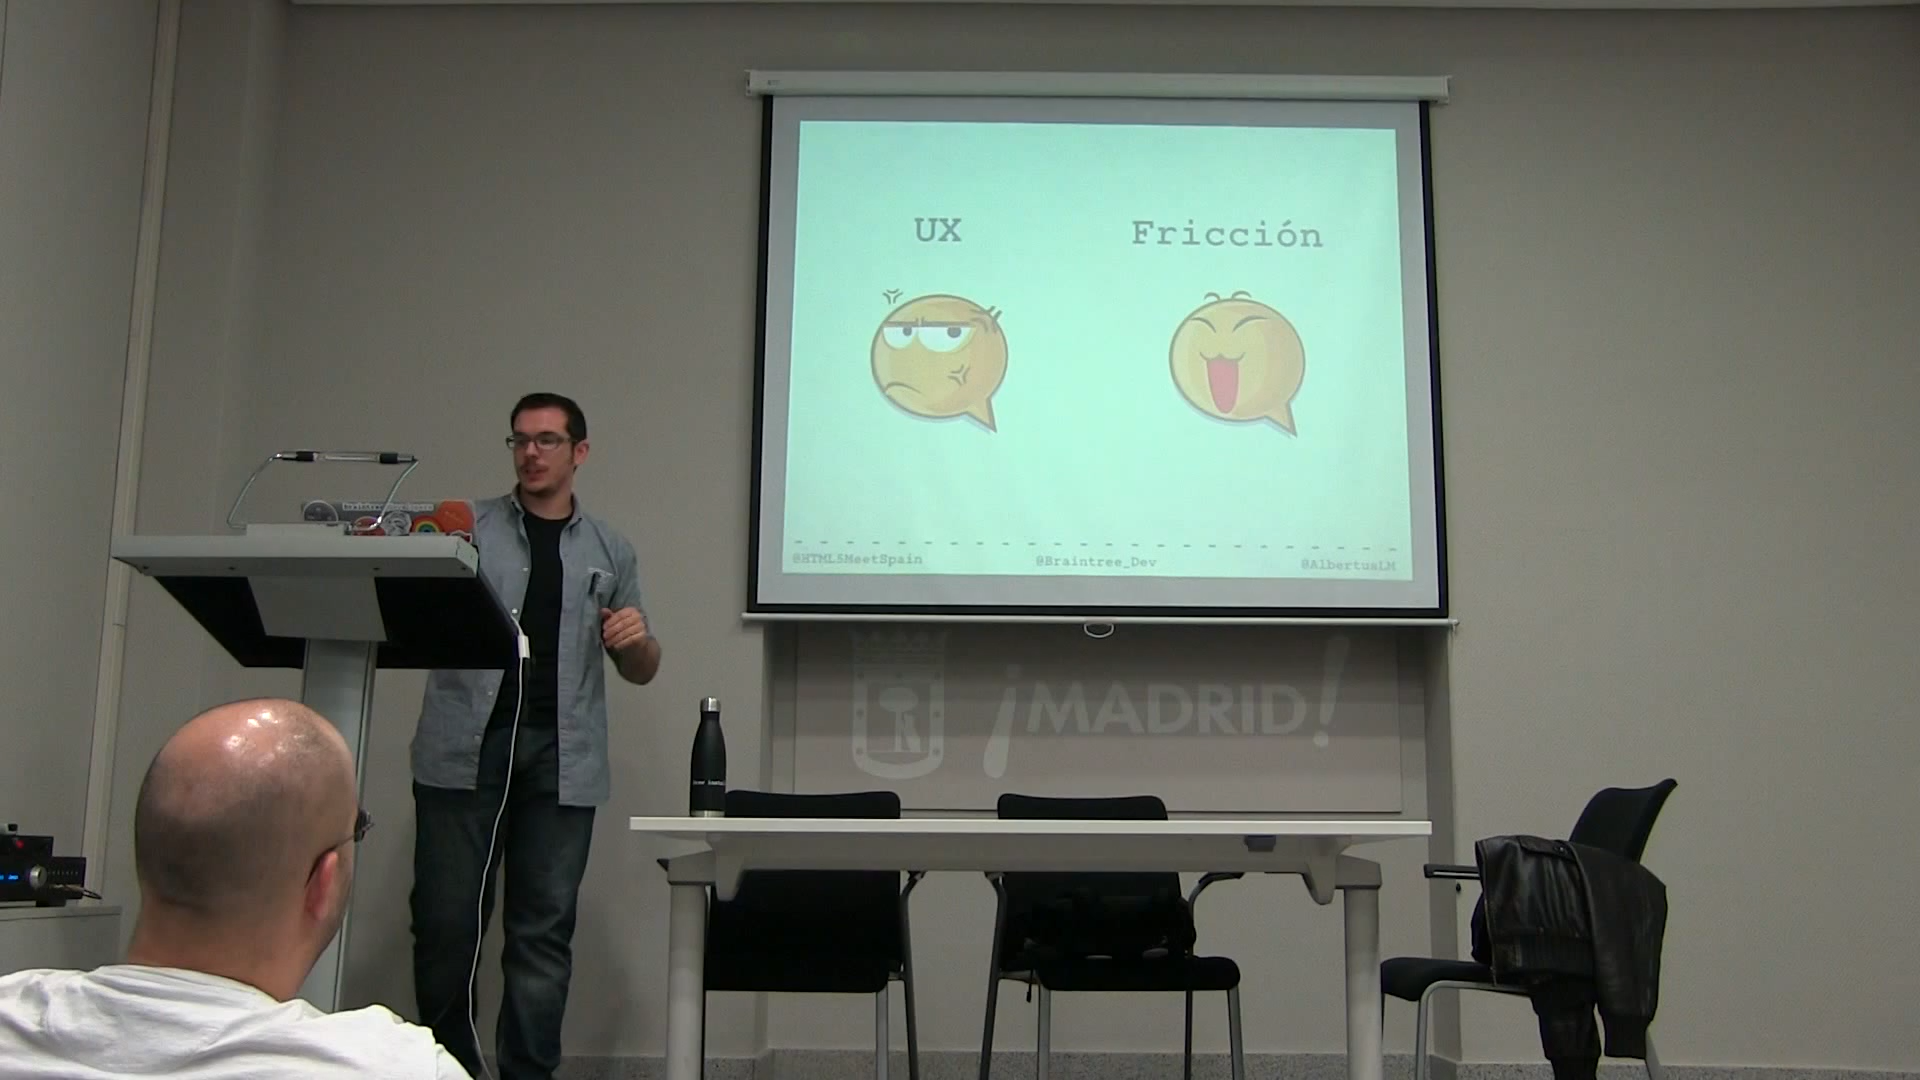 UX
Fricción
@HTML5MeetSpain
@Braintree_Dev
@AlbertusLM
¡MADRID!